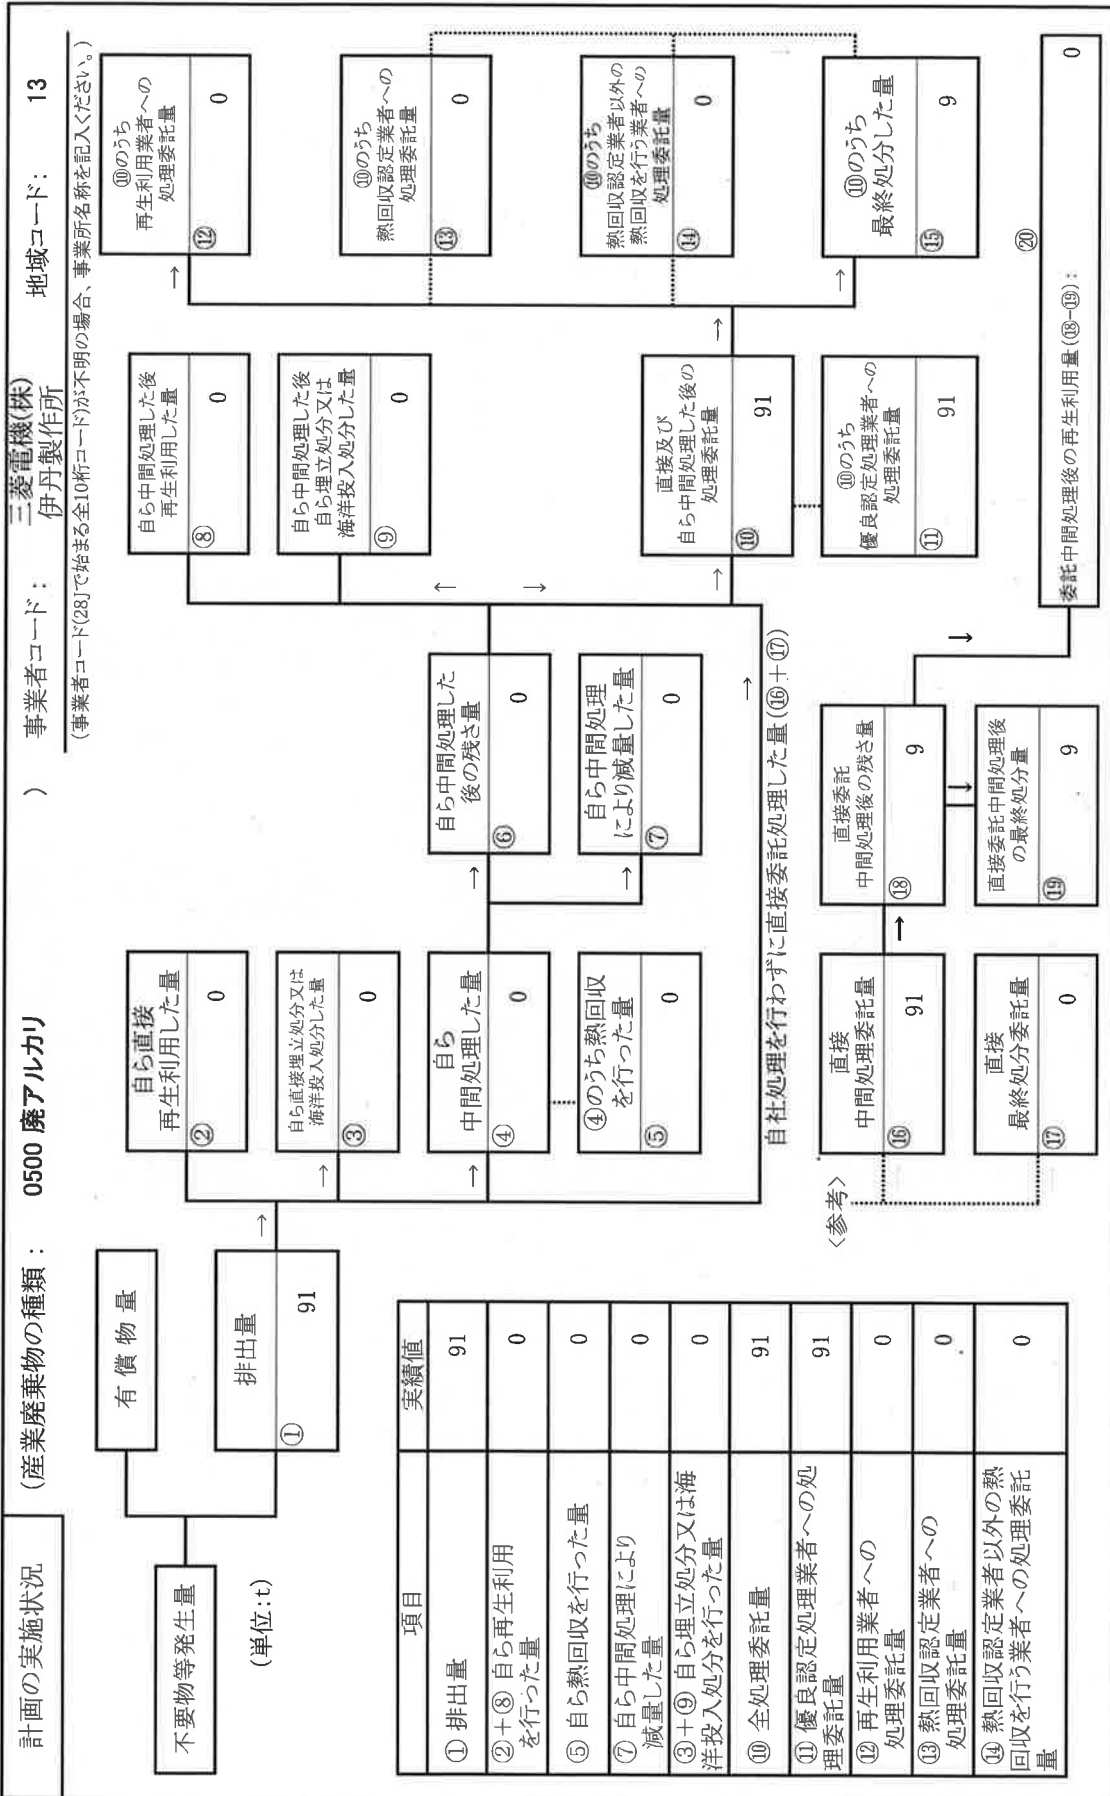 計画の実施状況
(産業廃棄物の種類： 0500 廃アルカリ )
事業者コード： 三菱電機(株)
伊丹製作所
地域コード： 13
(事業者コード(28｣で始まる全10桁コード)が不明の場合、事業所名称を記入ください。)
不要物等発生量
(単位:t)
有償物量
排出量
① 91
→
自ら直接
再生利用した量
② 0
→
自ら直接埋立処分又は
海洋投入処分した量
③ 0
→
自ら
中間処理した量
④ 0
④のうち熱回収
を行った量
⑤ 0
→
自ら中間処理した
後の残さ量
⑥ 0
→
自ら中間処理
により減量した量
⑦ 0
自ら中間処理した後
再生利用した量
⑧ 0
自ら中間処理した後
自ら埋立処分又は
海洋投入処分した量
⑨ 0
↑
↓
自社処理を行わずに直接委託処理した量(⑯＋⑰)
→
→
直接及び
自ら中間処理した後の
処理委託量
⑩ 91
⑩のうち
優良認定処理業者への
処理委託量
⑪ 91
→
→
⑩のうち
再生利用業者への
処理委託量
⑫ 0
⑩のうち
熱回収認定業者への
処理委託量
⑬ 0
⑩のうち
熱回収認定業者以外の
熱回収を行う業者への
処理委託量
⑭ 0
→
⑩のうち
最終処分した量
⑮ 9
<参考>
直接
中間処理委託量
⑯ 91
直接
最終処分委託量
⑰ 0
→
直接委託
中間処理後の残さ量
⑱ 9
↓
直接委託中間処理後
の最終処分量
⑲ 9
↓
⑳
委託中間処理後の再生利用量(⑱-⑲)： 0
項目 実績値
①排出量 91
②＋⑧自ら再生利用
を行った量 0
⑤ 自ら熱回収を行った量 0
⑦ 自ら中間処理により
減量した量 0
③＋⑨ 自ら埋立処分又は海
洋投入処分を行った量 0
⑩ 全処理委託量 91
⑪ 優良認定処理業者への処
理委託量 91
⑫ 再生利用業者への
処理委託量 0
⑬ 熱回収認定業者への
処理委託量 0
⑭ 熱回収認定業者以外の熱
回収を行う業者への処理委託
量 0